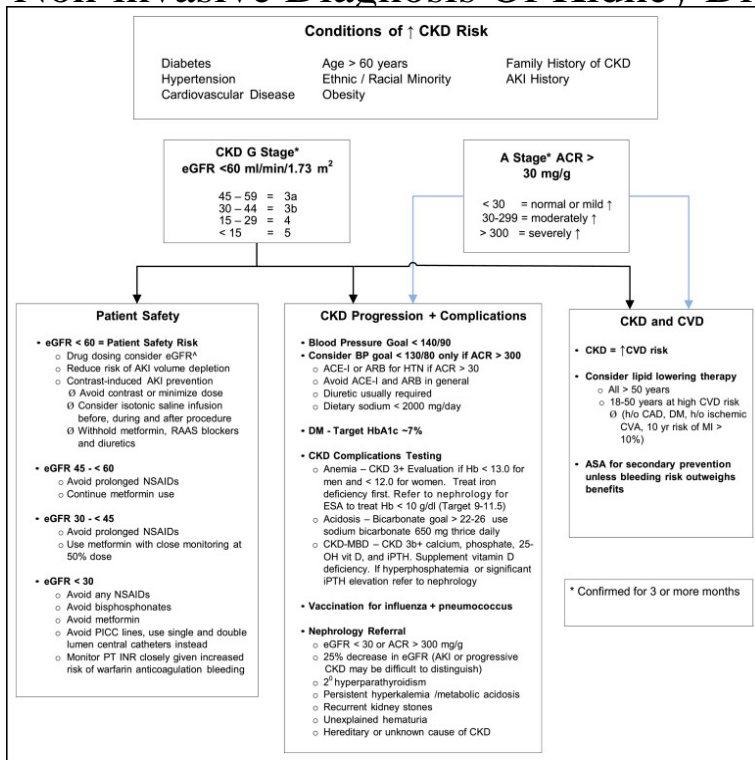 Non-invasive Diagnosis Of Kidney Di
Conditions of ↑ CKD Risk
Diabetes
Hypertension
Cardiovascular Disease
Age > 60 years
Ethnic / Racial Minority
Obesity
Family History of CKD
AKI History
CKD G Stage*
eGFR <60 ml/min/1.73 m²
45 – 59 = 3a
30 – 44 = 3b
15 – 29 = 4
< 15 = 5
A Stage* ACR >
30 mg/g
< 30 = normal or mild ↑
30-299 = moderately ↑
> 300 = severely ↑
Patient Safety
• eGFR < 60 = Patient Safety Risk
o Drug dosing consider eGFR^
o Reduce risk of AKI volume depletion
o Contrast-induced AKI prevention
Ø Avoid contrast or minimize dose
Ø Consider isotonic saline infusion
before, during and after procedure
Ø Withhold metformin, RAAS blockers
and diuretics
• eGFR 45 - < 60
o Avoid prolonged NSAIDs
o Continue metformin use
• eGFR 30 - < 45
o Avoid prolonged NSAIDs
o Use metformin with close monitoring at
50% dose
• eGFR < 30
o Avoid any NSAIDs
o Avoid bisphosphonates
o Avoid metformin
o Avoid PICC lines, use single and double
lumen central catheters instead
o Monitor PT INR closely given increased
risk of warfarin anticoagulation bleeding
CKD Progression + Complications
• Blood Pressure Goal < 140/90
• Consider BP goal < 130/80 only if ACR > 300
o ACE-I or ARB for HTN if ACR > 30
o Avoid ACE-I and ARB in general
o Diuretic usually required
o Dietary sodium < 2000 mg/day
• DM - Target HbA1c ~7%
• CKD Complications Testing
o Anemia – CKD 3+ Evaluation if Hb < 13.0 for
men and < 12.0 for women. Treat iron
deficiency first. Refer to nephrology for
ESA to treat Hb < 10 g/dl (Target 9-11.5)
o Acidosis – Bicarbonate goal > 22-26 use
sodium bicarbonate 650 mg thrice daily
o CKD-MBD – CKD 3b+ calcium, phosphate, 25-
OH vit D, and iPTH. Supplement vitamin D
deficiency. If hyperphosphatemia or significant
iPTH elevation refer to nephrology
• Vaccination for influenza + pneumococcus
• Nephrology Referral
o eGFR < 30 or ACR > 300 mg/g
o 25% decrease in eGFR (AKI or progressive
CKD may be difficult to distinguish)
o 2⁰ hyperparathyroidism
o Persistent hyperkalemia /metabolic acidosis
o Recurrent kidney stones
o Unexplained hematuria
o Hereditary or unknown cause of CKD
CKD and CVD
• CKD = ↑CVD risk
• Consider lipid lowering therapy
o All > 50 years
o 18-50 years at high CVD risk
Ø (h/o CAD, DM, h/o ischemic
CVA, 10 yr risk of MI >
10%)
• ASA for secondary prevention
unless bleeding risk outweighs
benefits
* Confirmed for 3 or more months